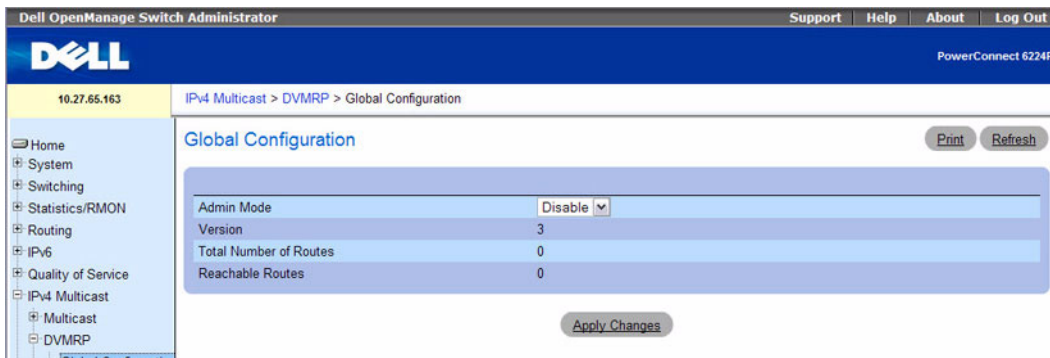 Dell OpenManage Switch Administrator
Support Help About Log Out
DELL
PowerConnect 6224
10.27.65.163
IPv4 Multicast > DVMRP > Global Configuration
Home
System
Switching
Statistics/RMON
Routing
IPv6
Quality of Service
IPv4 Multicast
Multicast
DVMRP
Global Configuration
Print Refresh
Admin Mode Disable
Version 3
Total Number of Routes 0
Reachable Routes 0
Apply Changes